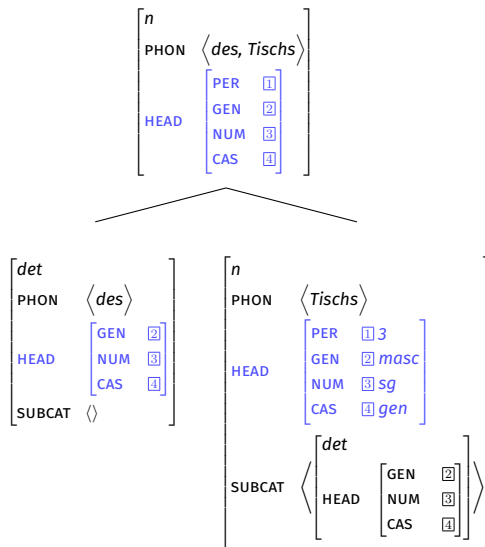 n
PHON ⟨des, Tischs⟩
HEAD
PER 1
GEN 2
NUM 3
CAS 4
det
PHON ⟨des⟩
HEAD
GEN 2
NUM 3
CAS 4
SUBCAT ⟨⟩
n
PHON ⟨Tischs⟩
HEAD
PER 1 3
GEN 2 masc
NUM 3 sg
CAS 4 gen
SUBCAT
det
HEAD
GEN 2
NUM 3
CAS 4